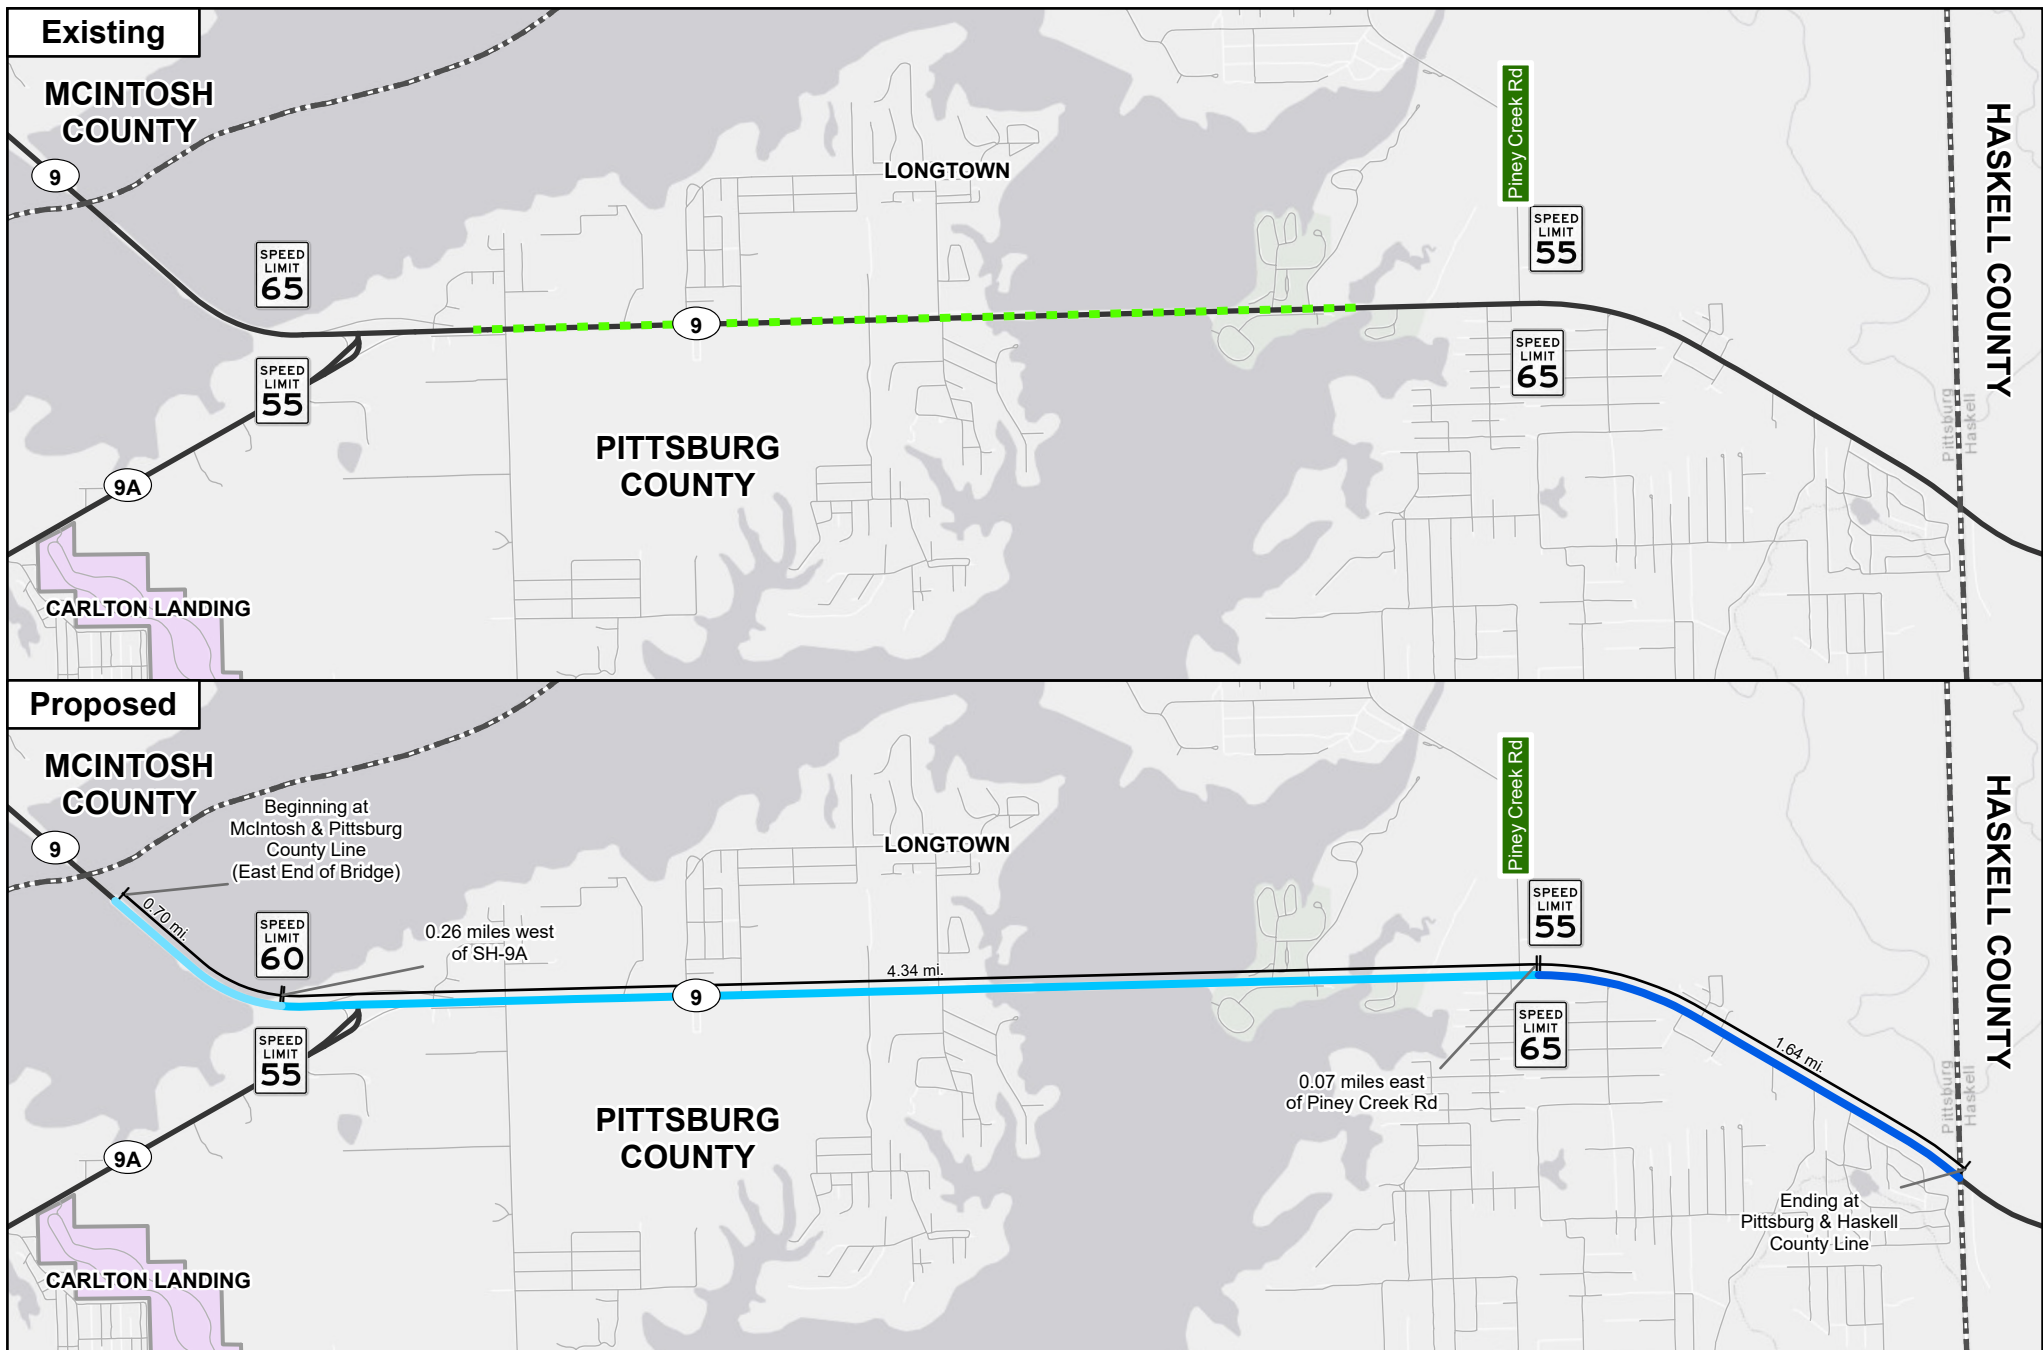 Existing
MCINTOSH
COUNTY
9
SPEED
LIMIT
65
SPEED
LIMIT
55
9A
CARLTON LANDING
9
LONGTOWN
PITTSBURG
COUNTY
Piney Creek Rd
SPEED
LIMIT
55
SPEED
LIMIT
65
Pittsburg
Haskell
HASKELL COUNTY
Proposed
MCINTOSH
COUNTY
9
Beginning at
McIntosh & Pittsburg
County Line
(East End of Bridge)
0.70 mi.
SPEED
LIMIT
60
0.26 miles west
of SH-9A
SPEED
LIMIT
55
9A
CARLTON LANDING
9
LONGTOWN
4.34 mi.
PITTSBURG
COUNTY
Piney Creek Rd
SPEED
LIMIT
55
SPEED
LIMIT
65
0.07 miles east
of Piney Creek Rd
1.64 mi.
Pittsburg
Haskell
Ending at
Pittsburg & Haskell
County Line
HASKELL COUNTY